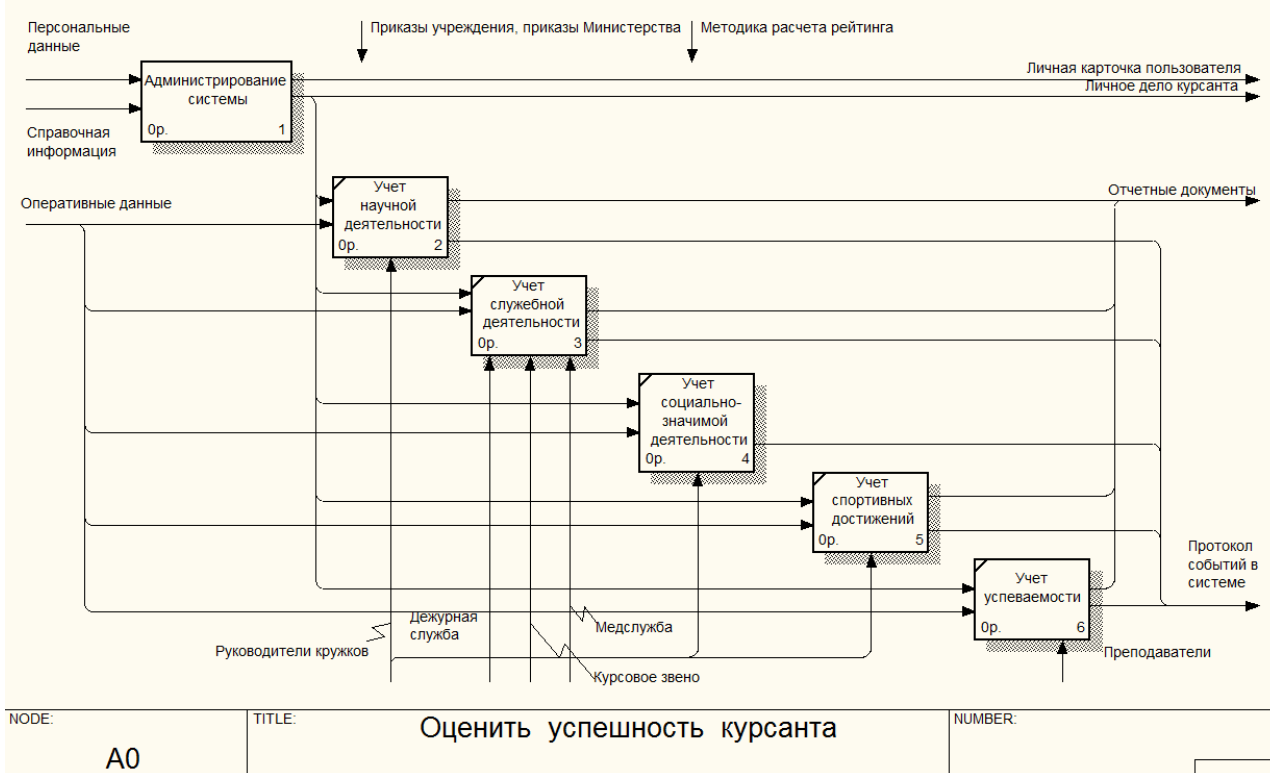 Персональные
данные
Приказы учреждения, приказы Министерства
Методика расчета рейтинга
Администрирование
системы
0р.
1
Личная карточка пользователя
Личное дело курсанта
Справочная
информация
Оперативные данные
Учет
научной
деятельности
0р.
2
Отчетные документы
Учет
служебной
деятельности
0р.
3
Учет
социально-
значимой
деятельности
0р.
4
Учет
спортивных
достижений
0р.
5
Протокол
событий в
системе
Учет
успеваемости
0р.
6
Дежурная
служба
Медслужба
Руководители кружков
Курсовое звено
Преподаватели
NODE:
A0
TITLE:
Оценить успешность курсанта
NUMBER: